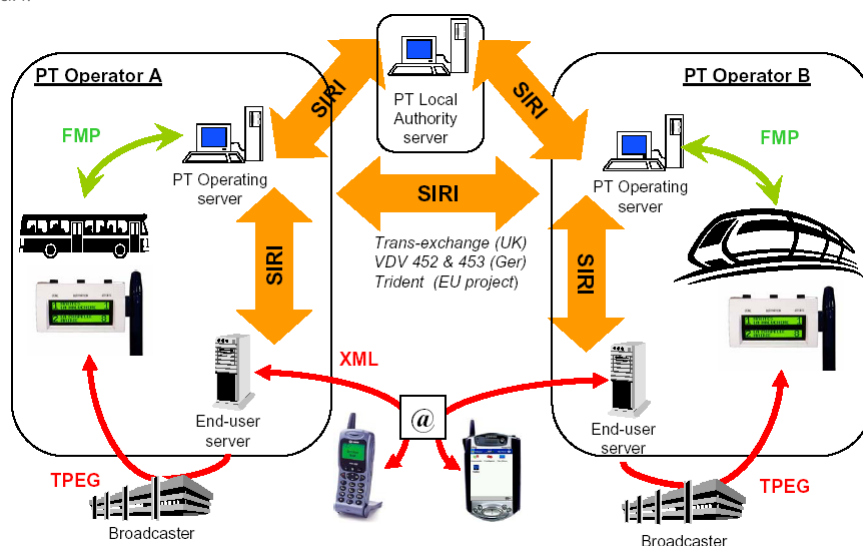 PT Operator A
FMP
PT Operating
server
SIRI
PT Local
Authority
server
SIRI
PT Operator B
FMP
PT Operating
server
SIRI
Trans-exchange (UK)
VDV 452 & 453 (Ger)
Trident (EU project)
SIRI
SIRI
XML
@
End-user
server
End-user
server
TPEG
Broadcaster
TPEG
Broadcaster